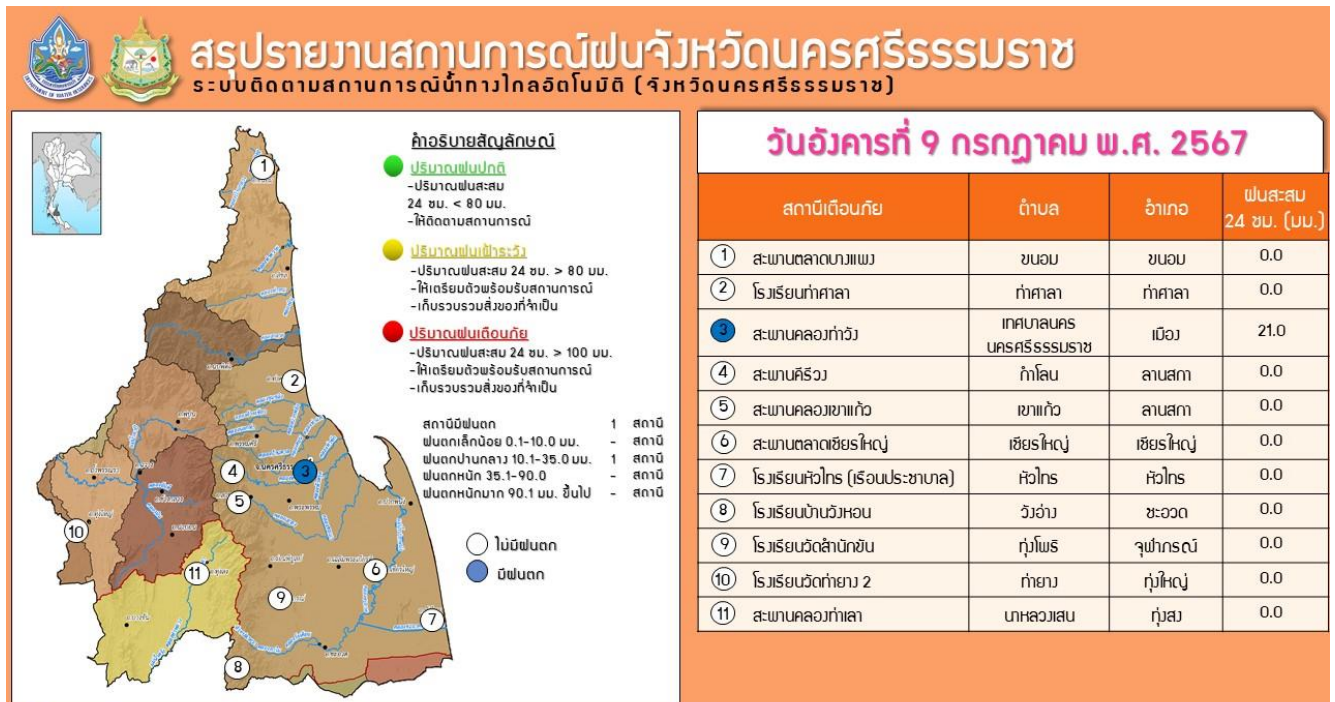 สรุปรายงานสถานการณ์ฝนจังหวัดนครศรีธรรมราช
ระบบติดตามสถานการณ์น้ำทางไกลอัตโนมัติ (จังหวัดนครศรีธรรมราช)
คำอธิบายสัญลักษณ์
ปริมาณฝนปกติ
-ปริมาณฝนสะสม
24 ชม. < 80 มม.
-ให้ติดตามสถานการณ์
ปริมาณฝนเฝ้าระวัง
-ปริมาณฝนสะสม 24 ชม. > 80 มม.
-ให้เตรียมตัวพร้อมรับสถานการณ์
-เก็บรวบรวมสิ่งของที่จำเป็น
ปริมาณฝนเตือนภัย
-ปริมาณฝนสะสม 24 ชม. > 100 มม.
-ให้เตรียมตัวพร้อมรับสถานการณ์
-เก็บรวบรวมสิ่งของที่จำเป็น
สถานีมีฝนตก 1 สถานี
ฝนตกเล็กน้อย 0.1-10.0 มม. - สถานี
ฝนตกปานกลาง 10.1-35.0 มม. 1 สถานี
ฝนตกหนัก 35.1-90.0 - สถานี
ฝนตกหนักมาก 90.1 มม. ขึ้นไป - สถานี
ไม่มีฝนตก
มีฝนตก
1
2
3
4
5
6
7
8
9
10
11
วันอังคารที่ 9 กรกฎาคม พ.ศ. 2567
สถานีเตือนภัย ตำบล อำเภอ ฝนสะสม
24 ชม. (มม.)
1 สะพานตลาดบางแพง ขนอม ขนอม 0.0
2 โรงเรียนท่าศาลา ท่าศาลา ท่าศาลา 0.0
3 สะพานคลองท่าวัง เทศบาลนคร
นครศรีธรรมราช เมือง 21.0
4 สะพานคีรีวง กำโลน ลานสกา 0.0
5 สะพานคลองเขาแก้ว เขาแก้ว ลานสกา 0.0
6 สะพานตลาดเชียรใหญ่ เชียรใหญ่ เชียรใหญ่ 0.0
7 โรงเรียนหัวไทร (เรือนประชาบาล) หัวไทร หัวไทร 0.0
8 โรงเรียนบ้านวังหอน วังอ่าง ชะอวด 0.0
9 โรงเรียนวัดสำนักขัน ทุ่งโพธิ จุฬาภรณ์ 0.0
10 โรงเรียนวัดท่ายาง 2 ท่ายาง ทุ่งใหญ่ 0.0
11 สะพานคลองท่าเลา นาหลวงเสน ทุ่งสง 0.0